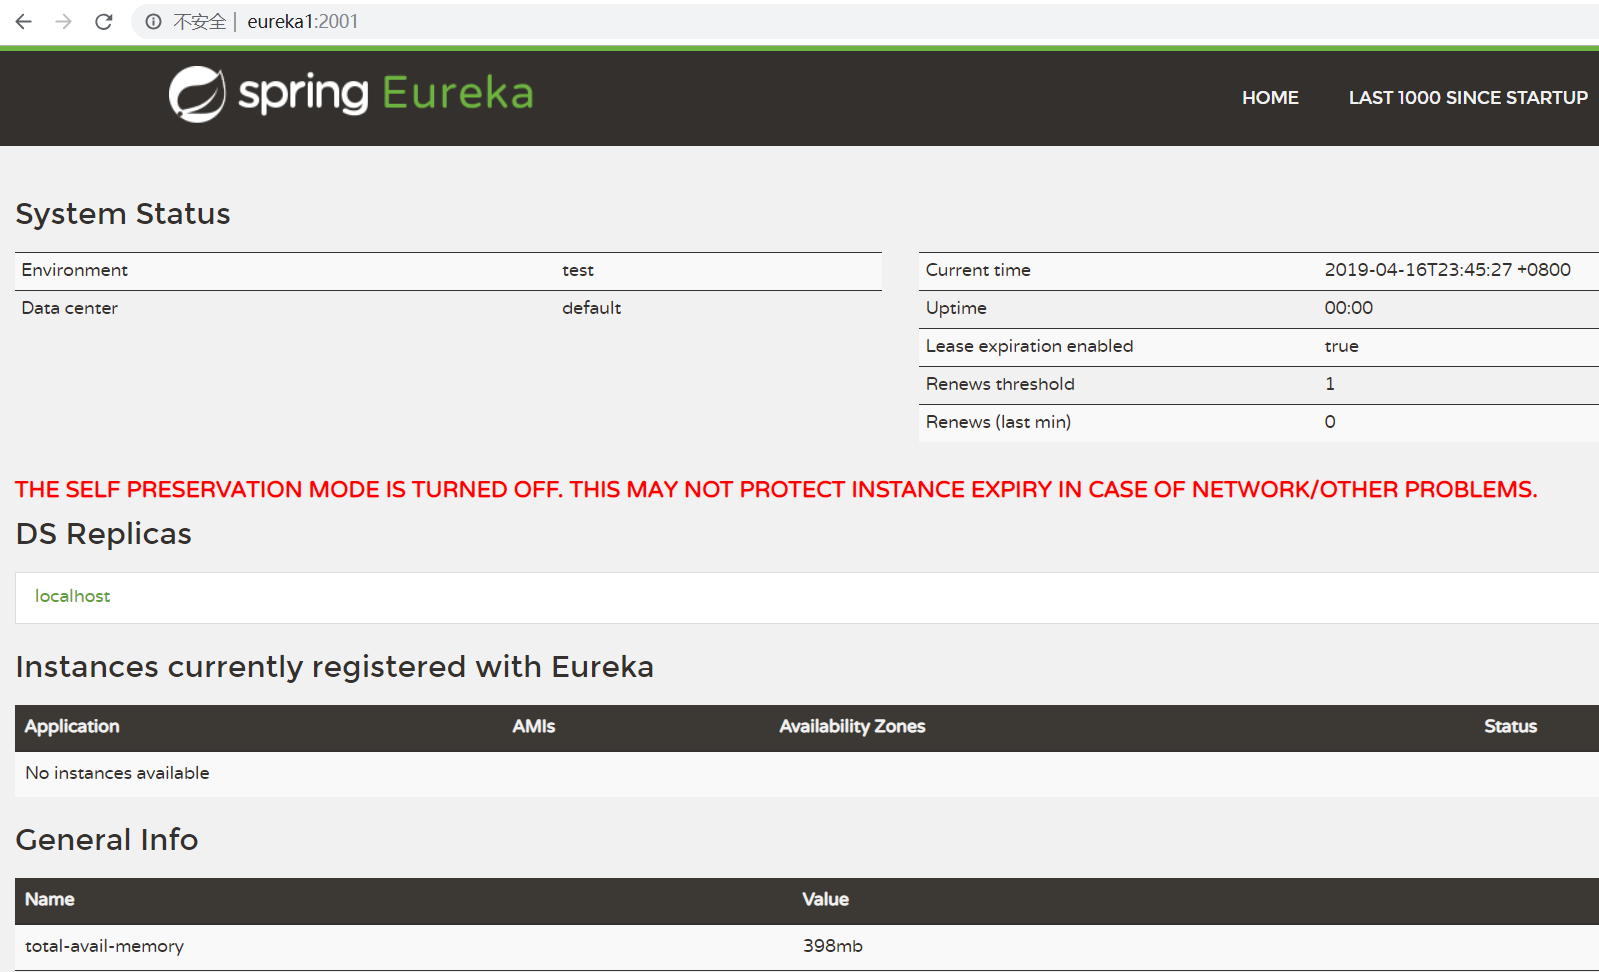 不安全 | eureka1:2001
spring Eureka
HOME LAST 1000 SINCE STARTUP
System Status
Environment test
Data center default
Current time 2019-04-16T23:45:27 +0800
Uptime 00:00
Lease expiration enabled true
Renews threshold 1
Renews (last min) 0
THE SELF PRESERVATION MODE IS TURNED OFF. THIS MAY NOT PROTECT INSTANCE EXPIRY IN CASE OF NETWORK/OTHER PROBLEMS.
DS Replicas
localhost
Instances currently registered with Eureka
Application AMIs Availability Zones Status
No instances available
General Info
Name Value
total-avail-memory 398mb